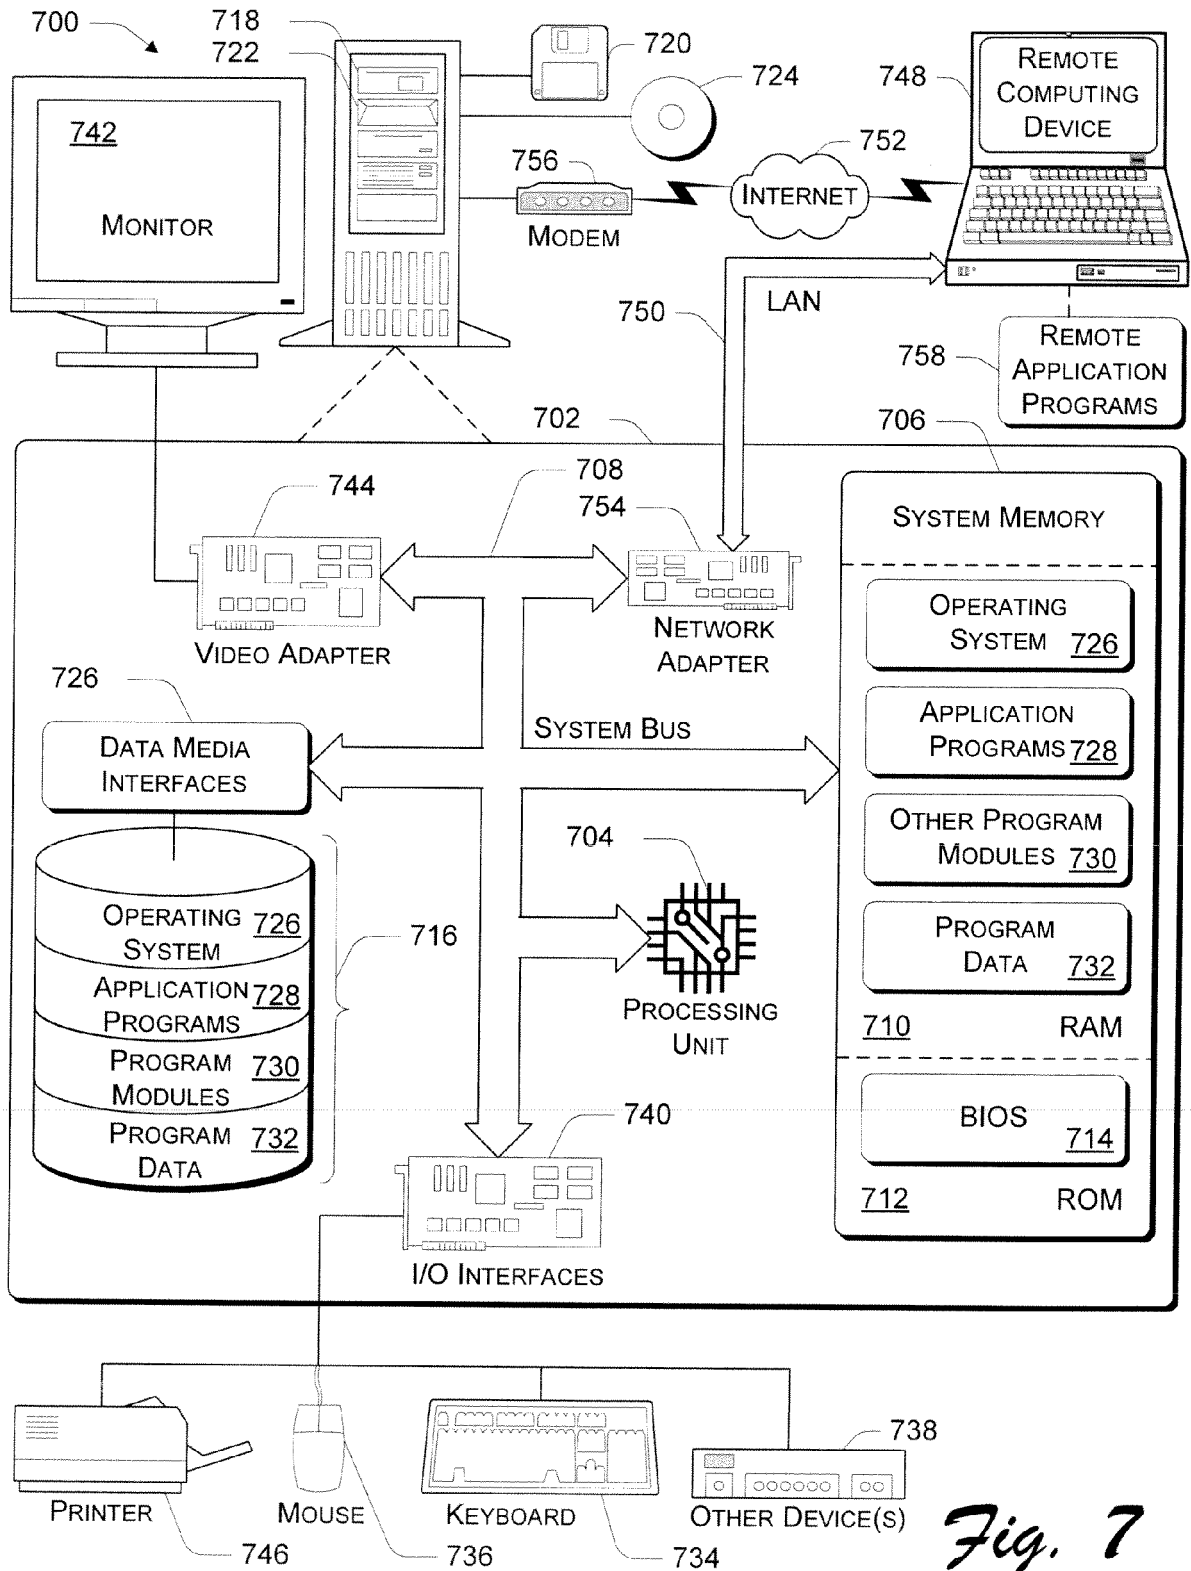 700
718
722
720
724
748
REMOTE
COMPUTING
DEVICE
742
MONITOR
756
MODEM
752
INTERNET
750
LAN
758
REMOTE
APPLICATION
PROGRAMS
702
706
744
708
754
SYSTEM MEMORY
VIDEO ADAPTER
NETWORK
ADAPTER
OPERATING
SYSTEM 726
726
DATA MEDIA
INTERFACES
SYSTEM BUS
APPLICATION
PROGRAMS 728
OTHER PROGRAM
MODULES 730
704
PROCESSING
UNIT
PROGRAM
DATA 732
710 RAM
OPERATING
SYSTEM 726
716
APPLICATION
PROGRAMS 728
PROGRAM
MODULES 730
PROGRAM
DATA 732
740
BIOS
714
712 ROM
I/O INTERFACES
PRINTER
746
MOUSE
736
KEYBOARD
734
738
OTHER DEVICE(S)
Fig. 7